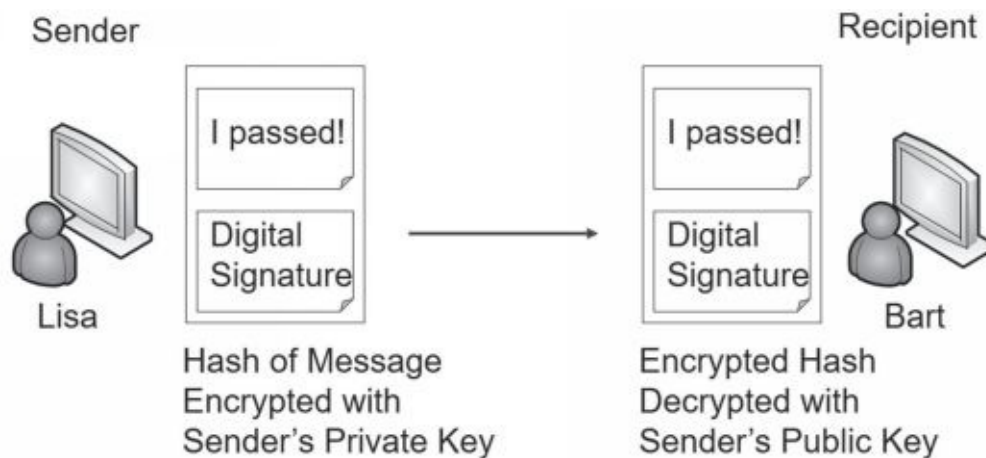 Sender
Recipient
I passed!
I passed!
Digital
Signature
Digital
Signature
Lisa
Bart
Hash of Message
Encrypted with
Sender’s Private Key
Encrypted Hash
Decrypted with
Sender’s Public Key